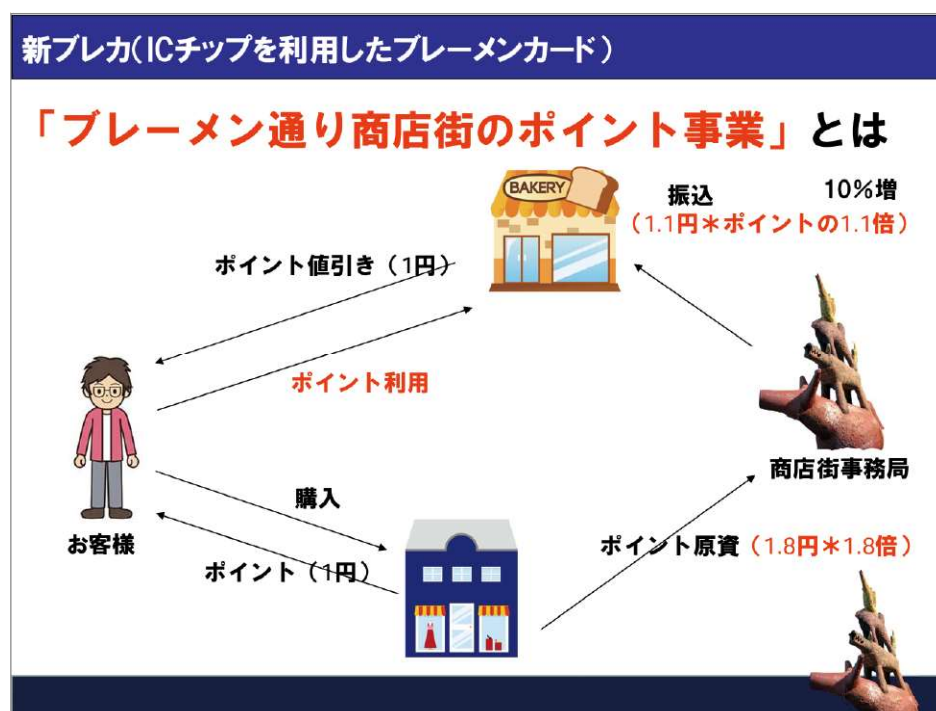 新ブレカ(ICチップを利用したブレーメンカード)
「ブレーメン通り商店街のポイント事業」とは
BAKERY
振込 10%増
(1.1円*ポイントの1.1倍)
ポイント値引き(1円)
ポイント利用
商店街事務局
購入
お客様
ポイント原資(1.8円*1.8倍)
ポイント(1円)